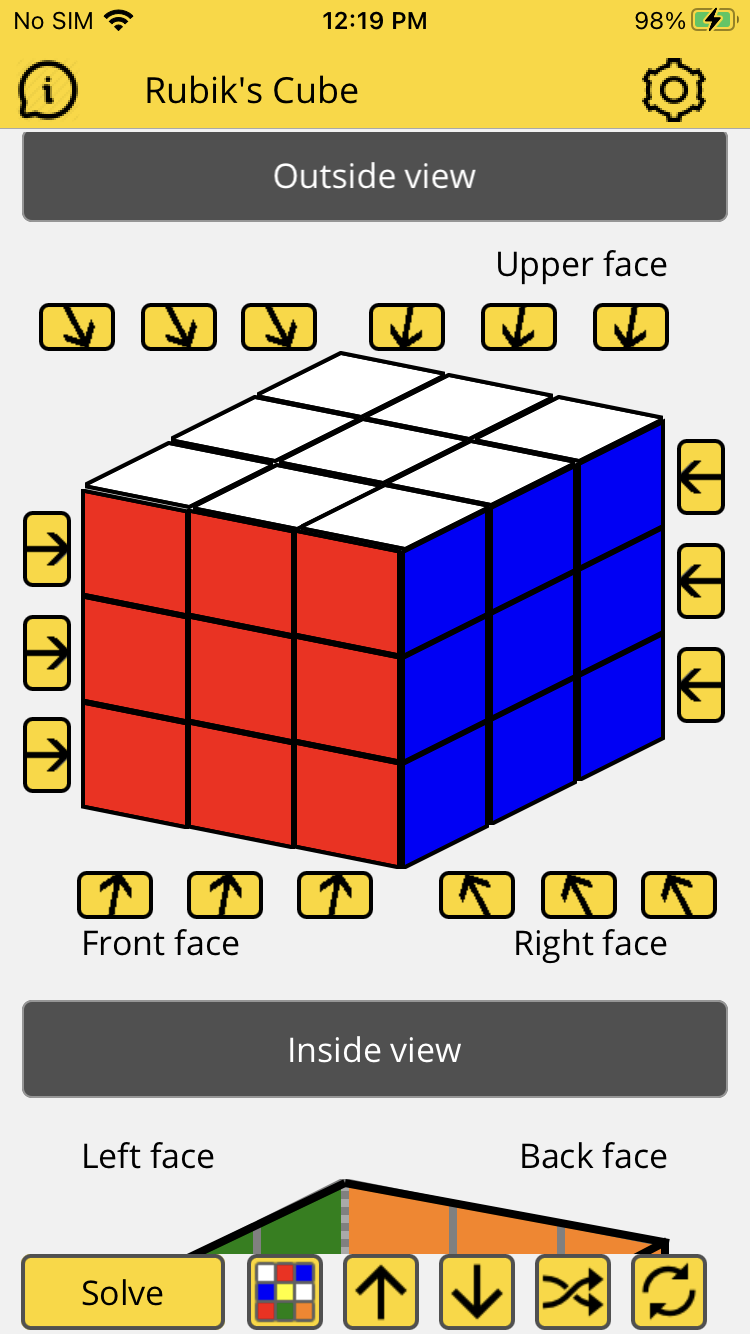 No SIM 12:19 PM 98%
Rubik's Cube
Outside view
Upper face
Front face Right face
Inside view
Left face Back face
Solve